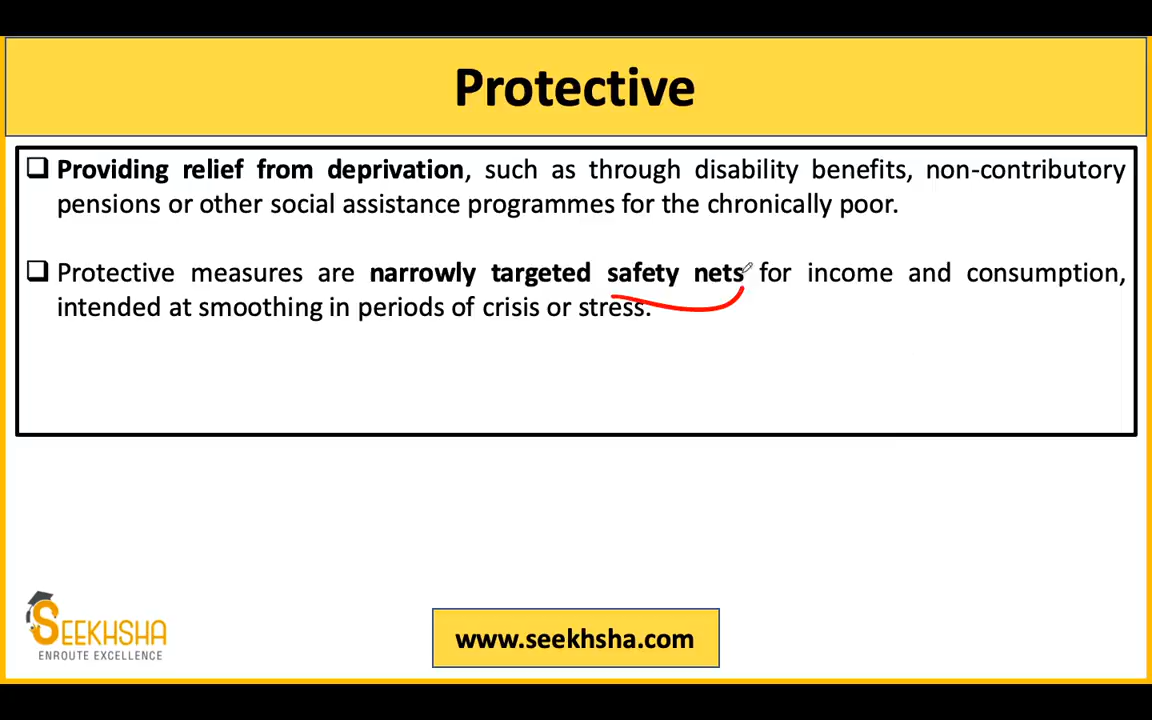 Protective
Providing relief from deprivation, such as through disability benefits, non-contributory
pensions or other social assistance programmes for the chronically poor.
Protective measures are narrowly targeted safety nets for income and consumption,
intended at smoothing in periods of crisis or stress.
SEEKHSHA
ENROUTE EXCELLENCE
www.seekhsha.com